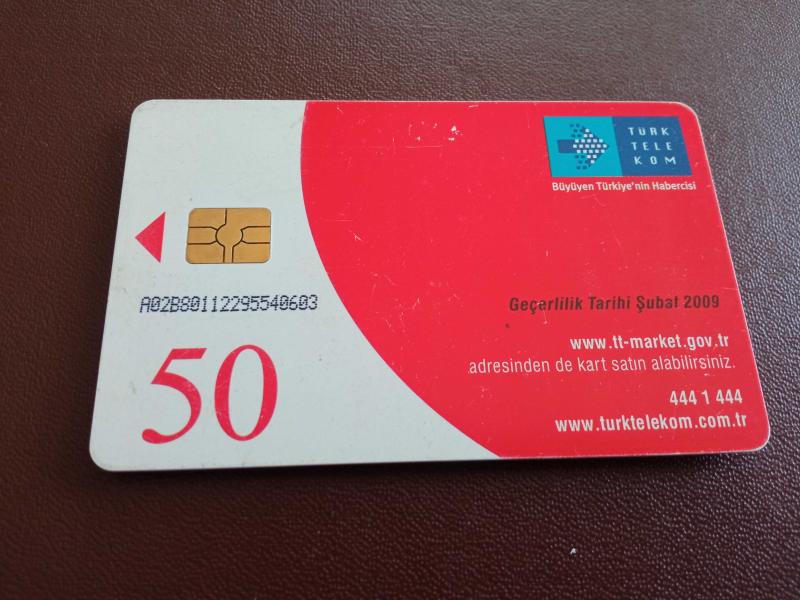 TÜRK
TELE
KOM
Büyüyen Türkiye'nin Habercisi
A02B80112295540603
Geçerlilik Tarihi Şubat 2009
50
www.tt-market.gov.tr
adresinden de kart satın alabilirsiniz.
444 1 444
www.turktelekom.com.tr